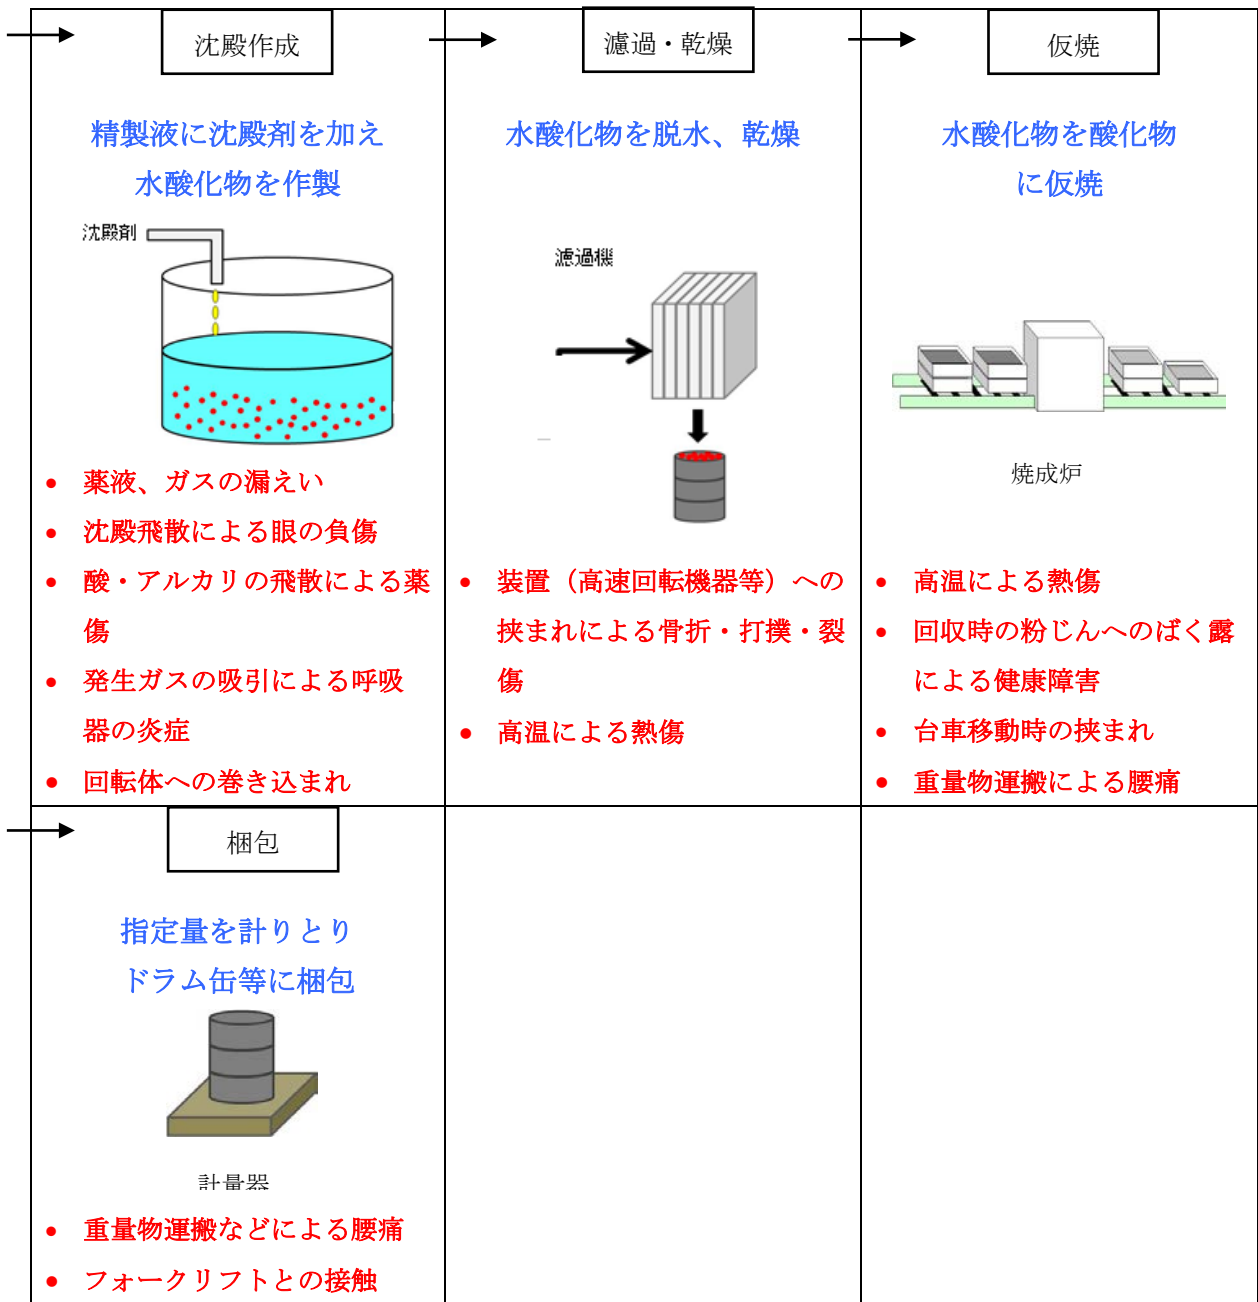 沈殿作成
精製液に沈殿剤を加え
水酸化物を作製
沈殿剤
• 薬液、ガスの漏えい
• 沈殿飛散による眼の負傷
• 酸・アルカリの飛散による薬
傷
• 発生ガスの吸引による呼吸
器の炎症
• 回転体への巻き込まれ
濾過・乾燥
水酸化物を脱水、乾燥
濾過機
• 装置（高速回転機器等）への
挟まれによる骨折・打撲・裂
傷
• 高温による熱傷
仮焼
水酸化物を酸化物
に仮焼
焼成炉
• 高温による熱傷
• 回収時の粉じんへのばく露
による健康障害
• 台車移動時の挟まれ
• 重量物運搬による腰痛
梱包
指定量を計りとり
ドラム缶等に梱包
計量器
• 重量物運搬などによる腰痛
• フォークリフトとの接触